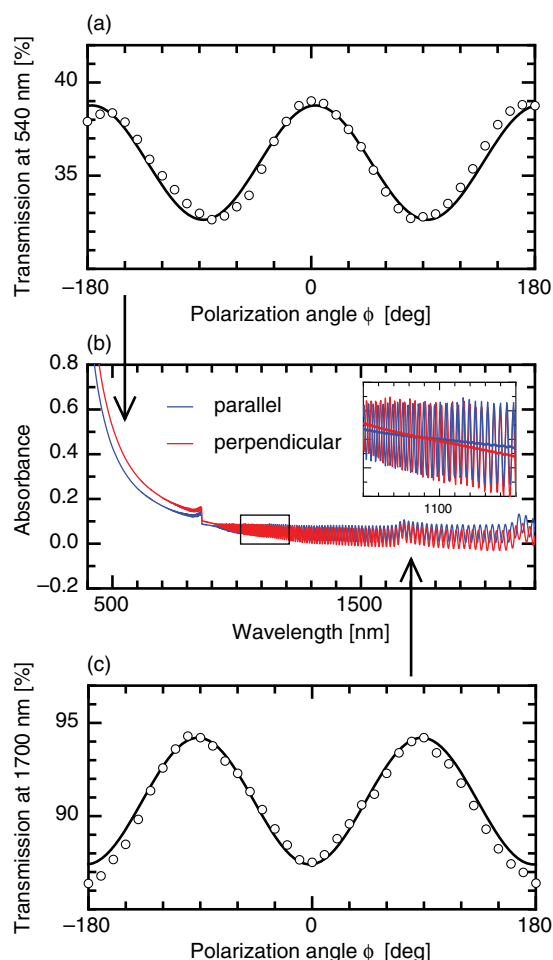 (a)
Transmission at 540 nm [%]
40
35
−180
0
180
Polarization angle ϕ [deg]
(b)
Absorbance
0.8
0.6
0.4
0.2
0.0
−0.2
parallel
perpendicular
1100
500
1500
Wavelength [nm]
(c)
Transmission at 1700 nm [%]
95
90
−180
0
180
Polarization angle ϕ [deg]